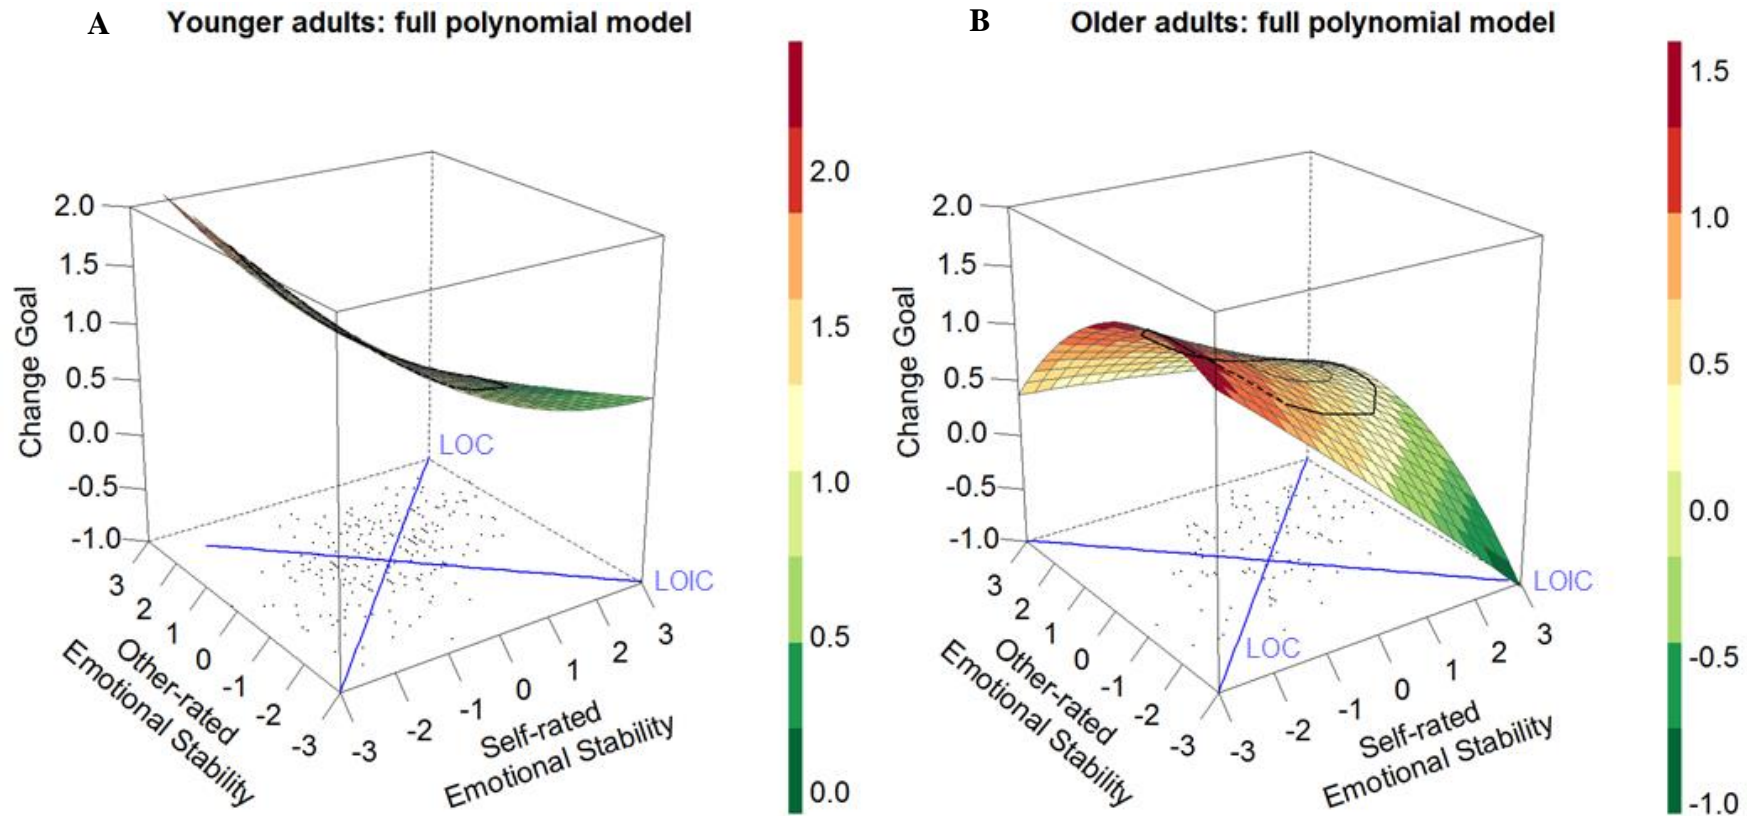 A
Younger adults: full polynomial model
2.0
1.5
1.0
0.5
0.0
-0.5
-1.0
Change Goal
3
2
1
0
-1
-2
-3
Other-rated
Emotional Stability
-3
-2
-1
0
1
2
3
Self-rated
Emotional Stability
LOC
LOIC
2.0
1.5
1.0
0.5
0.0
B
Older adults: full polynomial model
2.0
1.5
1.0
0.5
0.0
-0.5
-1.0
Change Goal
3
2
1
0
-1
-2
-3
Other-rated
Emotional Stability
-3
-2
-1
0
1
2
3
Self-rated
Emotional Stability
LOC
LOIC
1.5
1.0
0.5
0.0
-0.5
-1.0